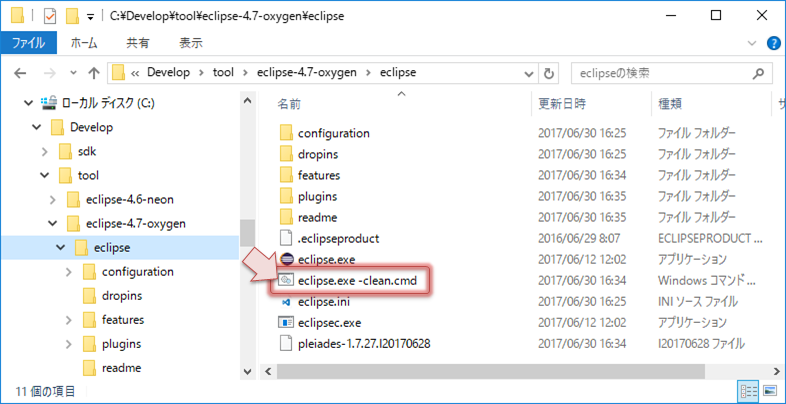 C:¥Develop¥tool¥eclipse-4.7-oxygen¥eclipse
ファイル ホーム 共有 表示
« Develop › tool › eclipse-4.7-oxygen › eclipse eclipseの検索
ローカル ディスク (C:)
Develop
sdk
tool
eclipse-4.6-neon
eclipse-4.7-oxygen
eclipse
configuration
dropins
features
plugins
readme
名前 更新日時 種類
configuration 2017/06/30 16:25 ファイル フォルダー
dropins 2017/06/30 16:25 ファイル フォルダー
features 2017/06/30 16:25 ファイル フォルダー
plugins 2017/06/30 16:35 ファイル フォルダー
readme 2017/06/30 16:35 ファイル フォルダー
.eclipseproduct 2016/06/29 8:07 ECLIPSEPRODUCT ...
eclipse.exe 2017/06/12 12:02 アプリケーション
eclipse.exe -clean.cmd 2017/06/30 16:34 Windows コマンド ...
eclipse.ini 2017/06/30 16:35 INI ソース ファイル
eclipsec.exe 2017/06/12 12:02 アプリケーション
pleiades-1.7.27.I20170628 2017/06/30 16:34 I20170628 ファイル
11 個の項目